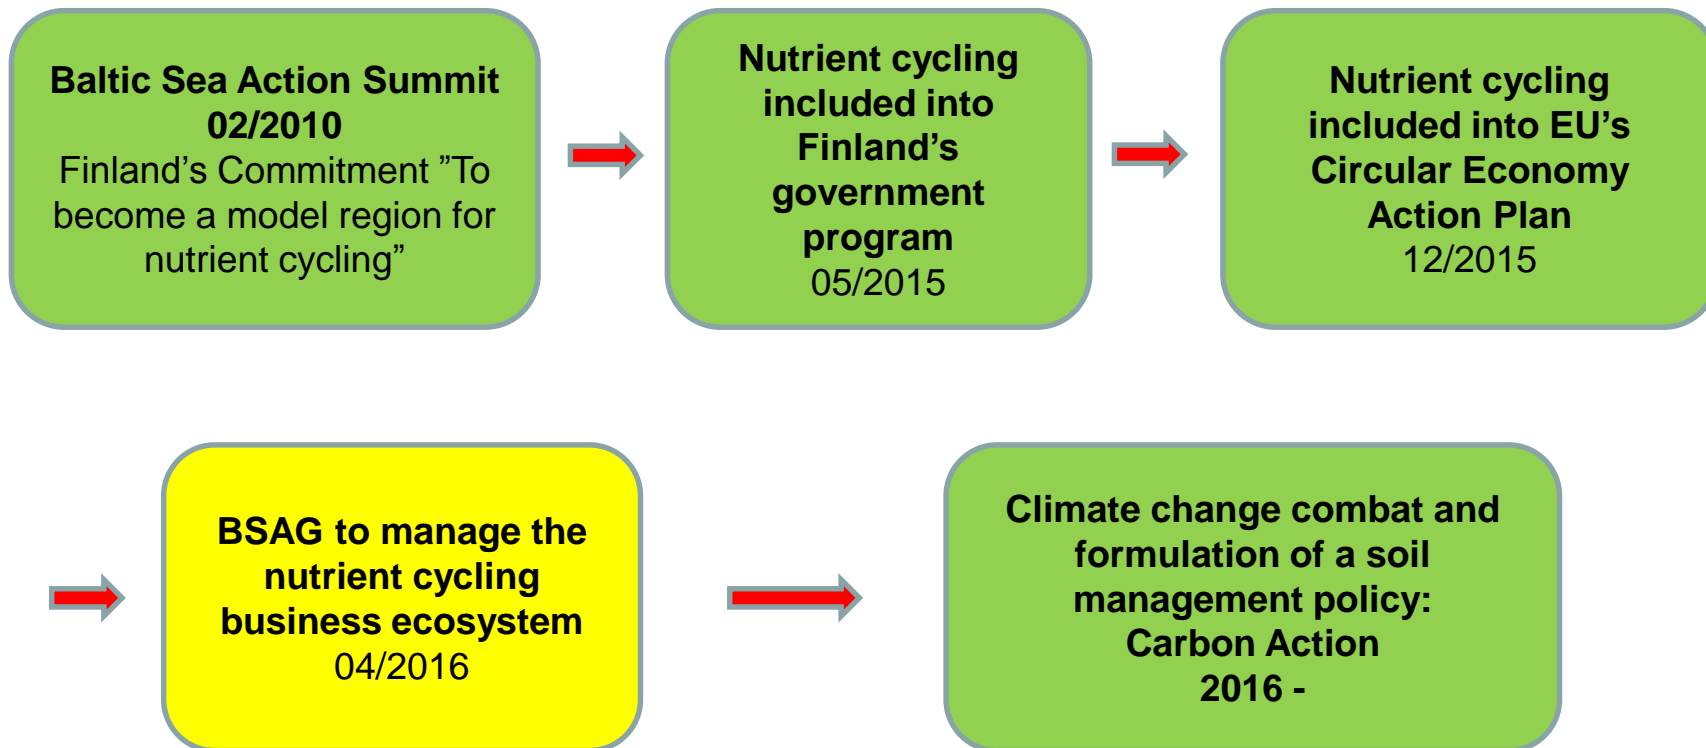 Baltic Sea Action Summit
02/2010
Finland’s Commitment ”To
become a model region for
nutrient cycling”
Nutrient cycling
included into
Finland’s
government
program
05/2015
Nutrient cycling
included into EU’s
Circular Economy
Action Plan
12/2015
BSAG to manage the
nutrient cycling
business ecosystem
04/2016
Climate change combat and
formulation of a soil
management policy:
Carbon Action
2016 -